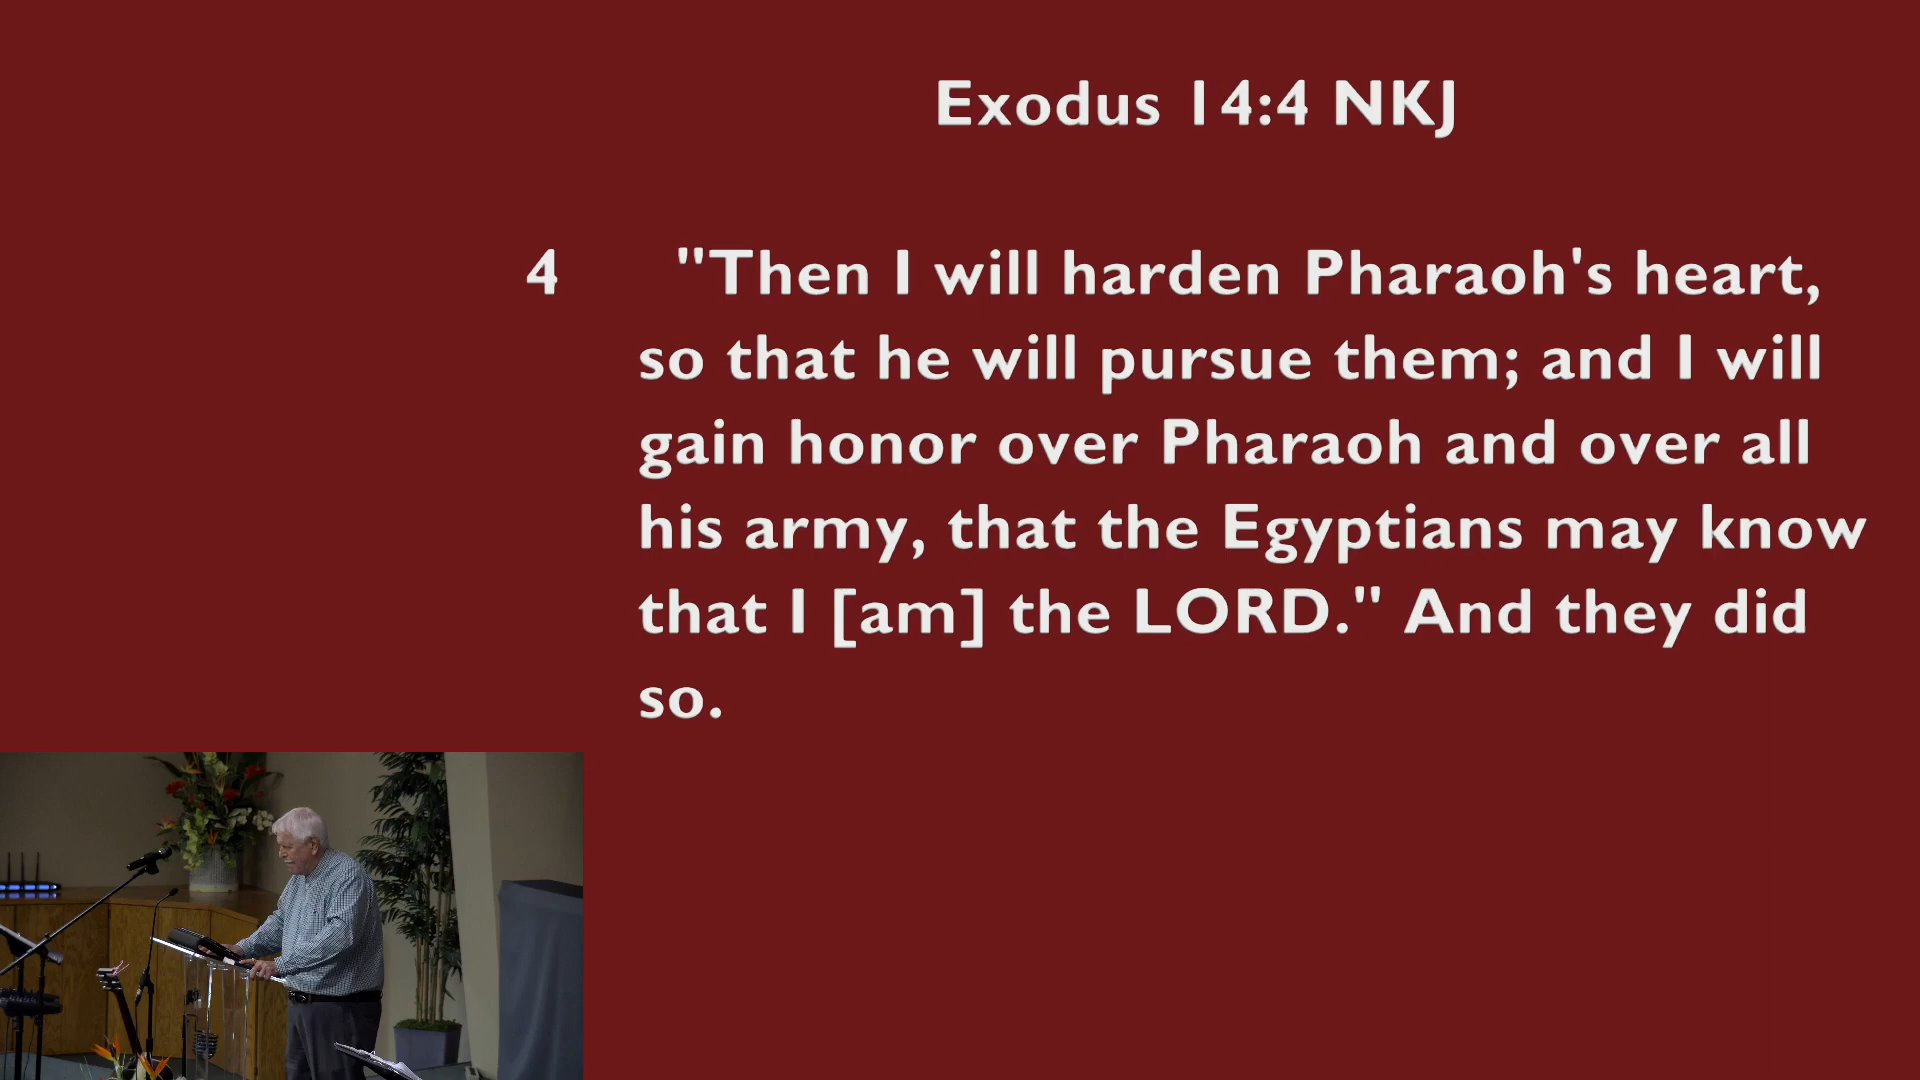 Exodus 14:4 NKJ
4 "Then I will harden Pharaoh's heart,
so that he will pursue them; and I will
gain honor over Pharaoh and over all
his army, that the Egyptians may know
that I [am] the LORD." And they did
so.